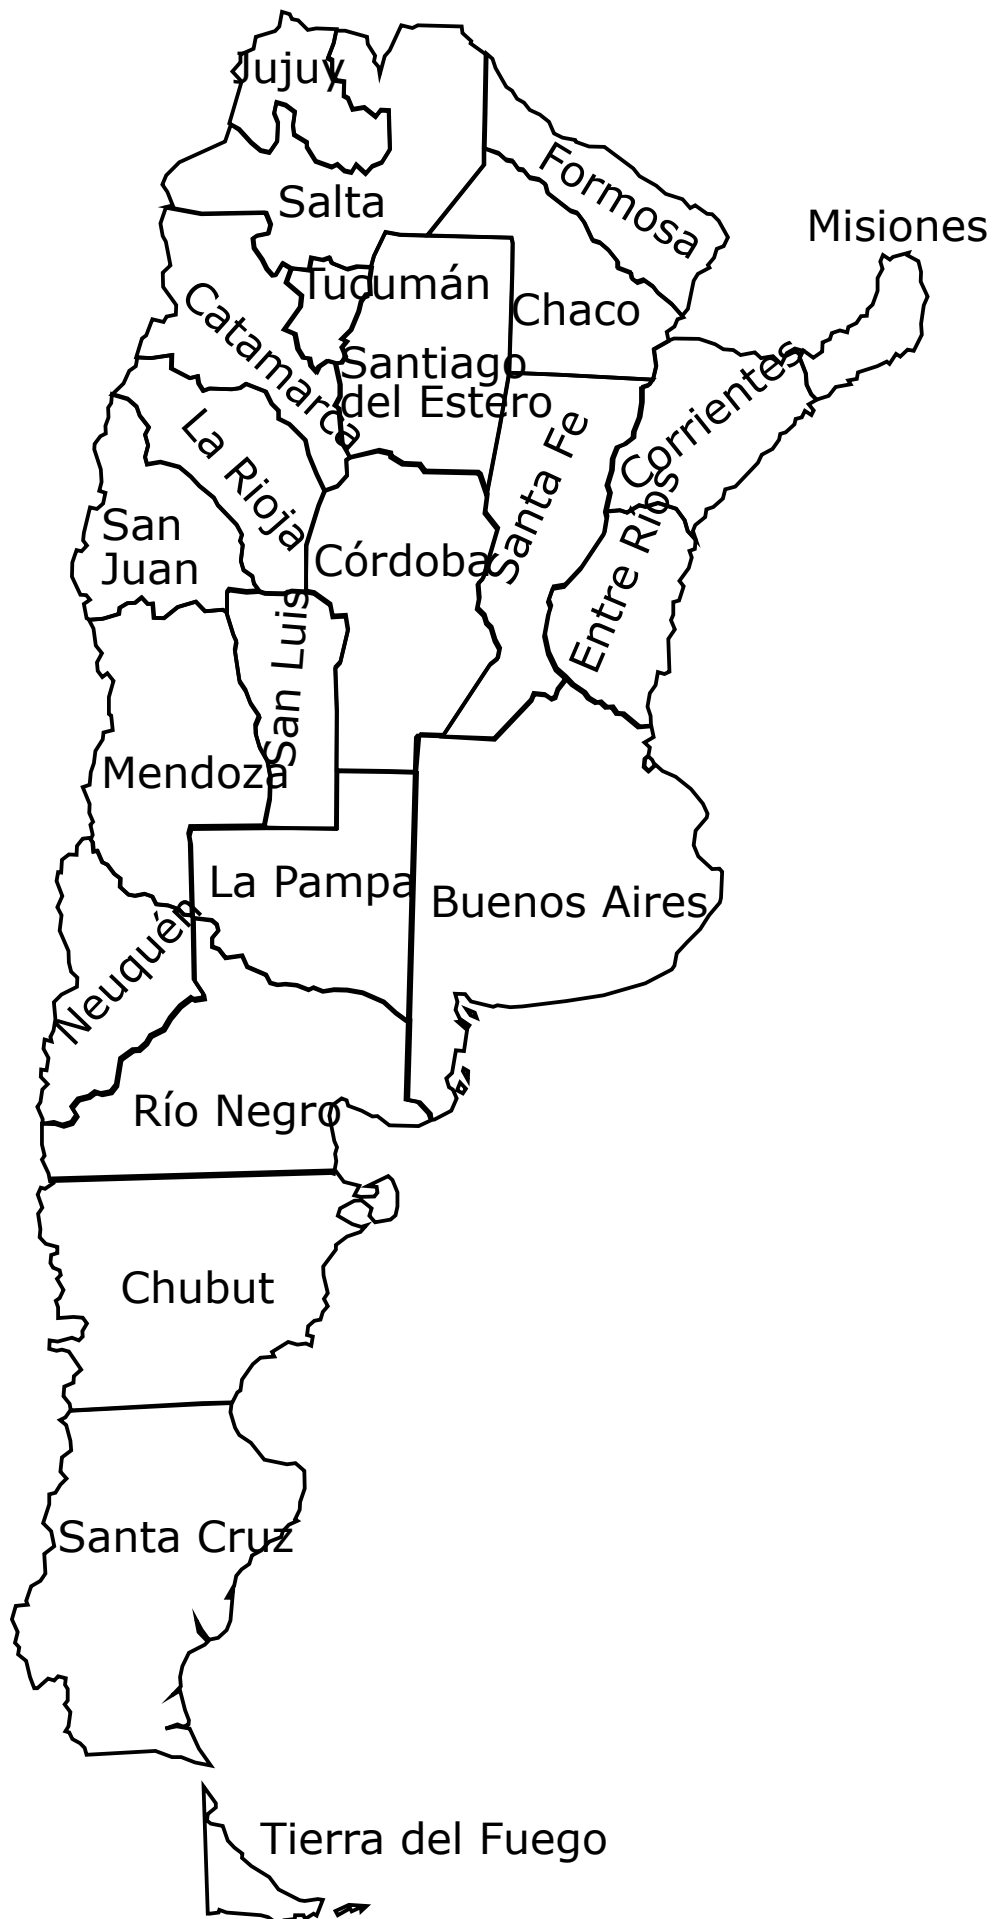 Jujuy
Formosa
Salta
Misiones
Tucumán
Chaco
Catamarca
Santiago
del Estero
Corrientes
La Rioja
Santa Fe
San
Juan
Córdoba
Entre Ríos
San Luis
Mendoza
La Pampa
Buenos Aires
Neuquén
Río Negro
Chubut
Santa Cruz
Tierra del Fuego